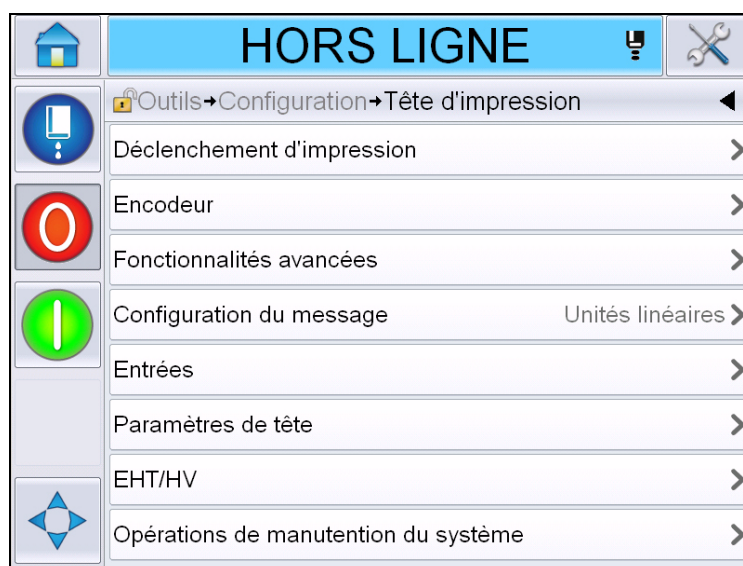 HORS LIGNE
Outils→Configuration→Tête d'impression
Déclenchement d'impression
Encodeur
Fonctionnalités avancées
Configuration du message Unités linéaires
Entrées
Paramètres de tête
EHT/HV
Opérations de manutention du système